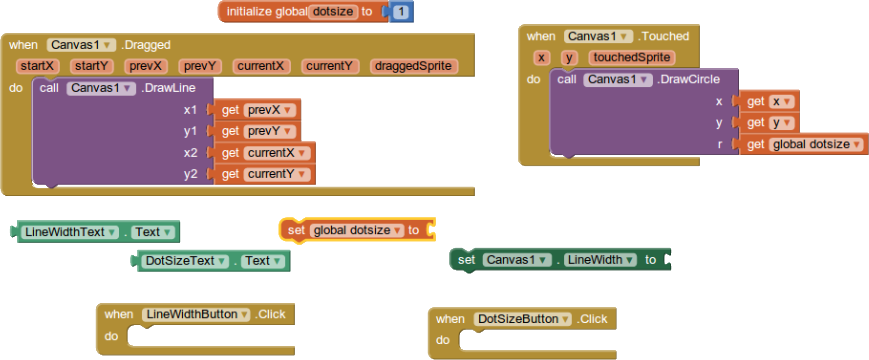 initialize global dotsize to 1
when Canvas1 .Dragged
startX startY prevX prevY currentX currentY draggedSprite
do call Canvas1 .DrawLine
x1 get prevX
y1 get prevY
x2 get currentX
y2 get currentY
when Canvas1 .Touched
x y touchedSprite
do call Canvas1 .DrawCircle
x get x
y get y
r get global dotsize
LineWidthText . Text
set global dotsize to
DotSizeText . Text
set Canvas1 . LineWidth to
when LineWidthButton .Click
do
when DotSizeButton .Click
do